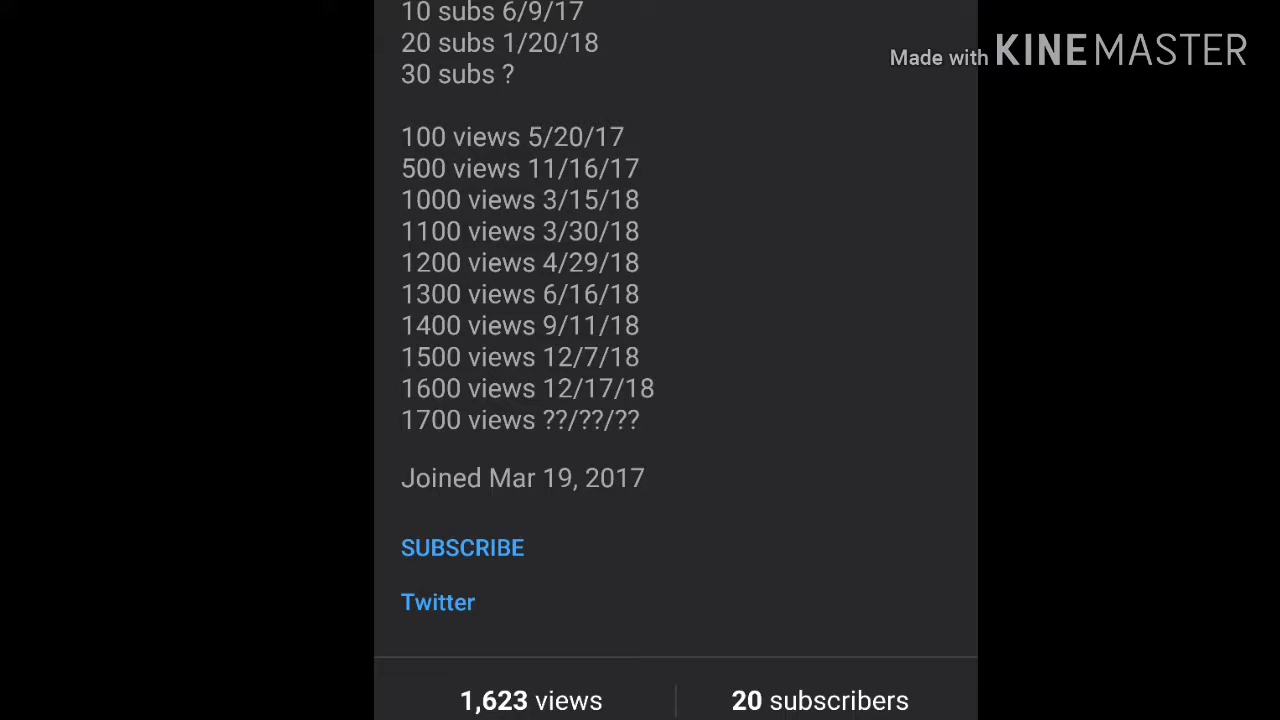 10 subs 6/9/17
20 subs 1/20/18
30 subs ?
Made with KINEMASTER
100 views 5/20/17
500 views 11/16/17
1000 views 3/15/18
1100 views 3/30/18
1200 views 4/29/18
1300 views 6/16/18
1400 views 9/11/18
1500 views 12/7/18
1600 views 12/17/18
1700 views ??/??/??
Joined Mar 19, 2017
SUBSCRIBE
Twitter
1,623 views
20 subscribers